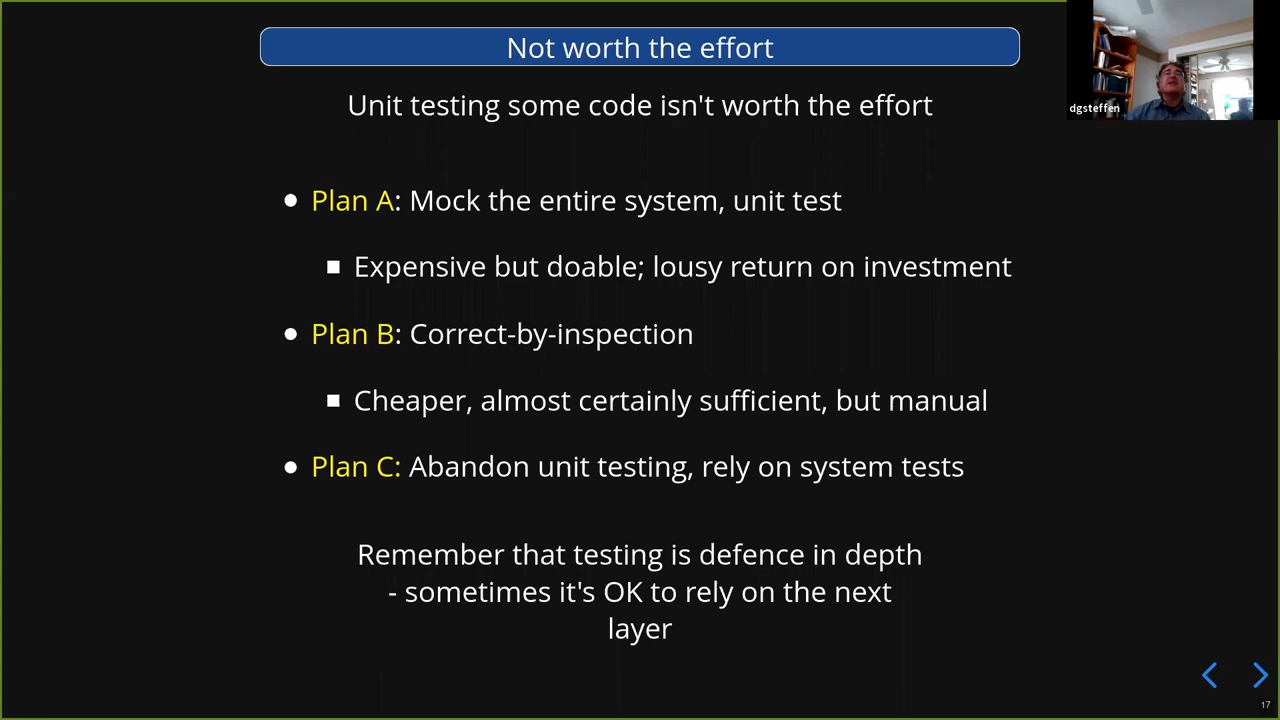 Not worth the effort
dgsteffen
Unit testing some code isn't worth the effort
● Plan A: Mock the entire system, unit test
■ Expensive but doable; lousy return on investment
● Plan B: Correct-by-inspection
■ Cheaper, almost certainly sufficient, but manual
● Plan C: Abandon unit testing, rely on system tests
Remember that testing is defence in depth
- sometimes it's OK to rely on the next
layer
17